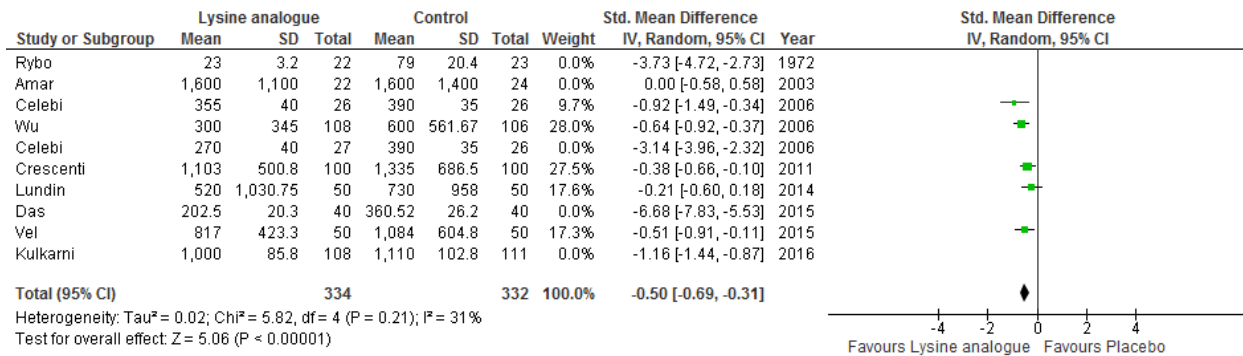 Lysine analogue Control Std. Mean Difference Std. Mean Difference
Study or Subgroup Mean SD Total Mean SD Total Weight IV, Random, 95% CI Year IV, Random, 95% CI
Rybo 23 3.2 22 79 20.4 23 0.0% -3.73 [-4.72, -2.73] 1972
Amar 1,600 1,100 22 1,600 1,400 24 0.0% 0.00 [-0.58, 0.58] 2003
Celebi 355 40 26 390 35 26 9.7% -0.92 [-1.49, -0.34] 2006
Wu 300 345 108 600 561.67 106 28.0% -0.64 [-0.92, -0.37] 2006
Celebi 270 40 27 390 35 26 0.0% -3.14 [-3.96, -2.32] 2006
Crescenti 1,103 500.8 100 1,335 686.5 100 27.5% -0.38 [-0.66, -0.10] 2011
Lundin 520 1,030.75 50 730 958 50 17.6% -0.21 [-0.60, 0.18] 2014
Das 202.5 20.3 40 360.52 26.2 40 0.0% -6.68 [-7.83, -5.53] 2015
Vel 817 423.3 50 1,084 604.8 50 17.3% -0.51 [-0.91, -0.11] 2015
Kulkarni 1,000 85.8 108 1,110 102.8 111 0.0% -1.16 [-1.44, -0.87] 2016
Total (95% CI) 334 332 100.0% -0.50 [-0.69, -0.31]
Heterogeneity: Tau² = 0.02; Chi² = 5.82, df = 4 (P = 0.21); I² = 31%
Test for overall effect: Z = 5.06 (P < 0.00001)
-4 -2 0 2 4
Favours Lysine analogue Favours Placebo